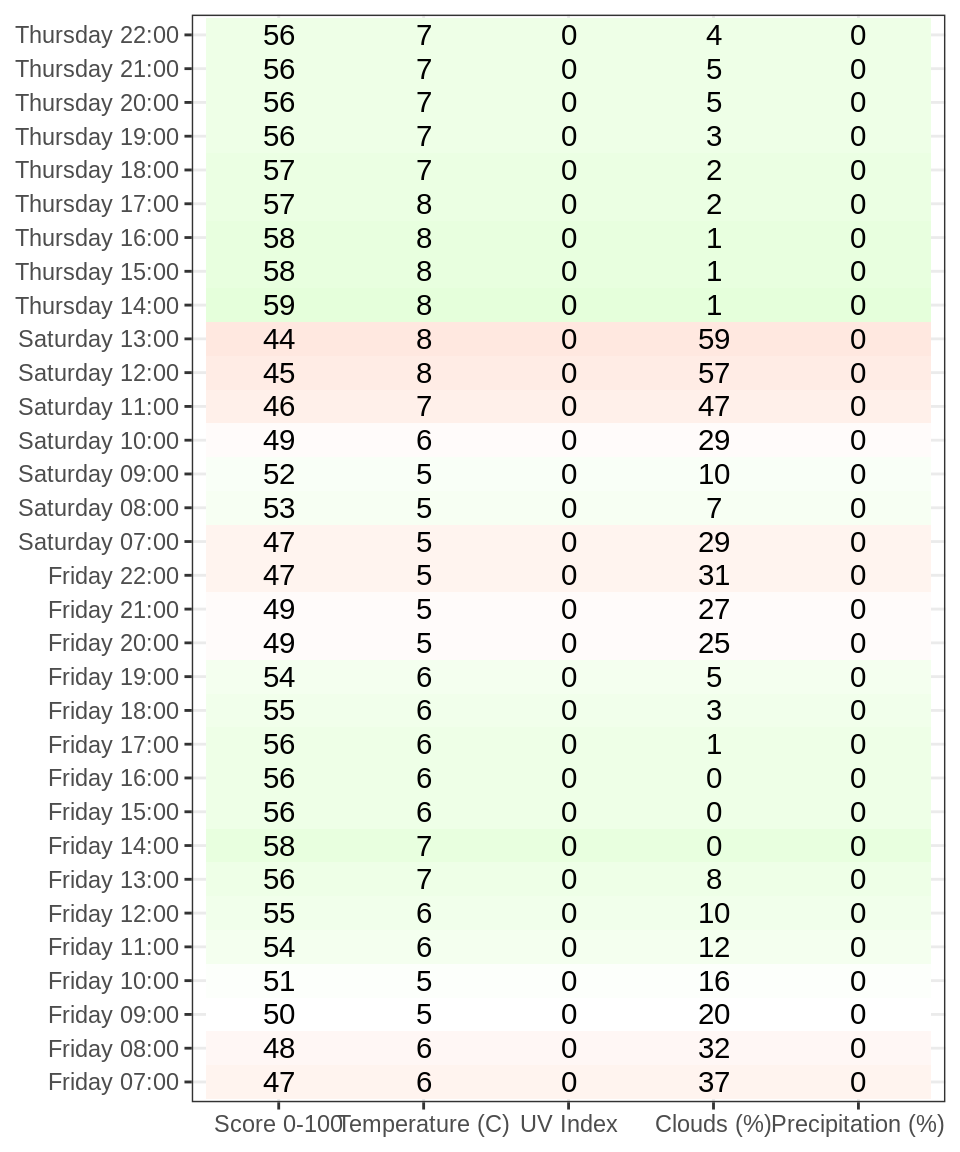 Thursday 22:00 56 7 0 4 0
Thursday 21:00 56 7 0 5 0
Thursday 20:00 56 7 0 5 0
Thursday 19:00 56 7 0 3 0
Thursday 18:00 57 7 0 2 0
Thursday 17:00 57 8 0 2 0
Thursday 16:00 58 8 0 1 0
Thursday 15:00 58 8 0 1 0
Thursday 14:00 59 8 0 1 0
Saturday 13:00 44 8 0 59 0
Saturday 12:00 45 8 0 57 0
Saturday 11:00 46 7 0 47 0
Saturday 10:00 49 6 0 29 0
Saturday 09:00 52 5 0 10 0
Saturday 08:00 53 5 0 7 0
Saturday 07:00 47 5 0 29 0
Friday 22:00 47 5 0 31 0
Friday 21:00 49 5 0 27 0
Friday 20:00 49 5 0 25 0
Friday 19:00 54 6 0 5 0
Friday 18:00 55 6 0 3 0
Friday 17:00 56 6 0 1 0
Friday 16:00 56 6 0 0 0
Friday 15:00 56 6 0 0 0
Friday 14:00 58 7 0 0 0
Friday 13:00 56 7 0 8 0
Friday 12:00 55 6 0 10 0
Friday 11:00 54 6 0 12 0
Friday 10:00 51 5 0 16 0
Friday 09:00 50 5 0 20 0
Friday 08:00 48 6 0 32 0
Friday 07:00 47 6 0 37 0
Score 0-100 Temperature (C) UV Index Clouds (%) Precipitation (%)